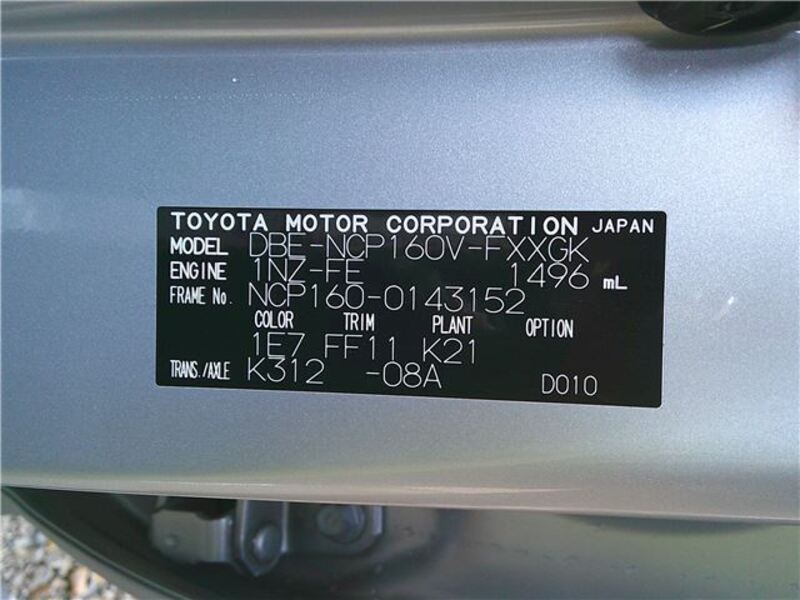 TOYOTA MOTOR CORPORATION JAPAN
MODEL DBE-NCP160V-FXXGK
ENGINE 1NZ-FE 1496 mL
FRAME No. NCP160-0143152
COLOR TRIM PLANT OPTION
1E7 FF11 K21
TRANS./AXLE K312 -08A D010